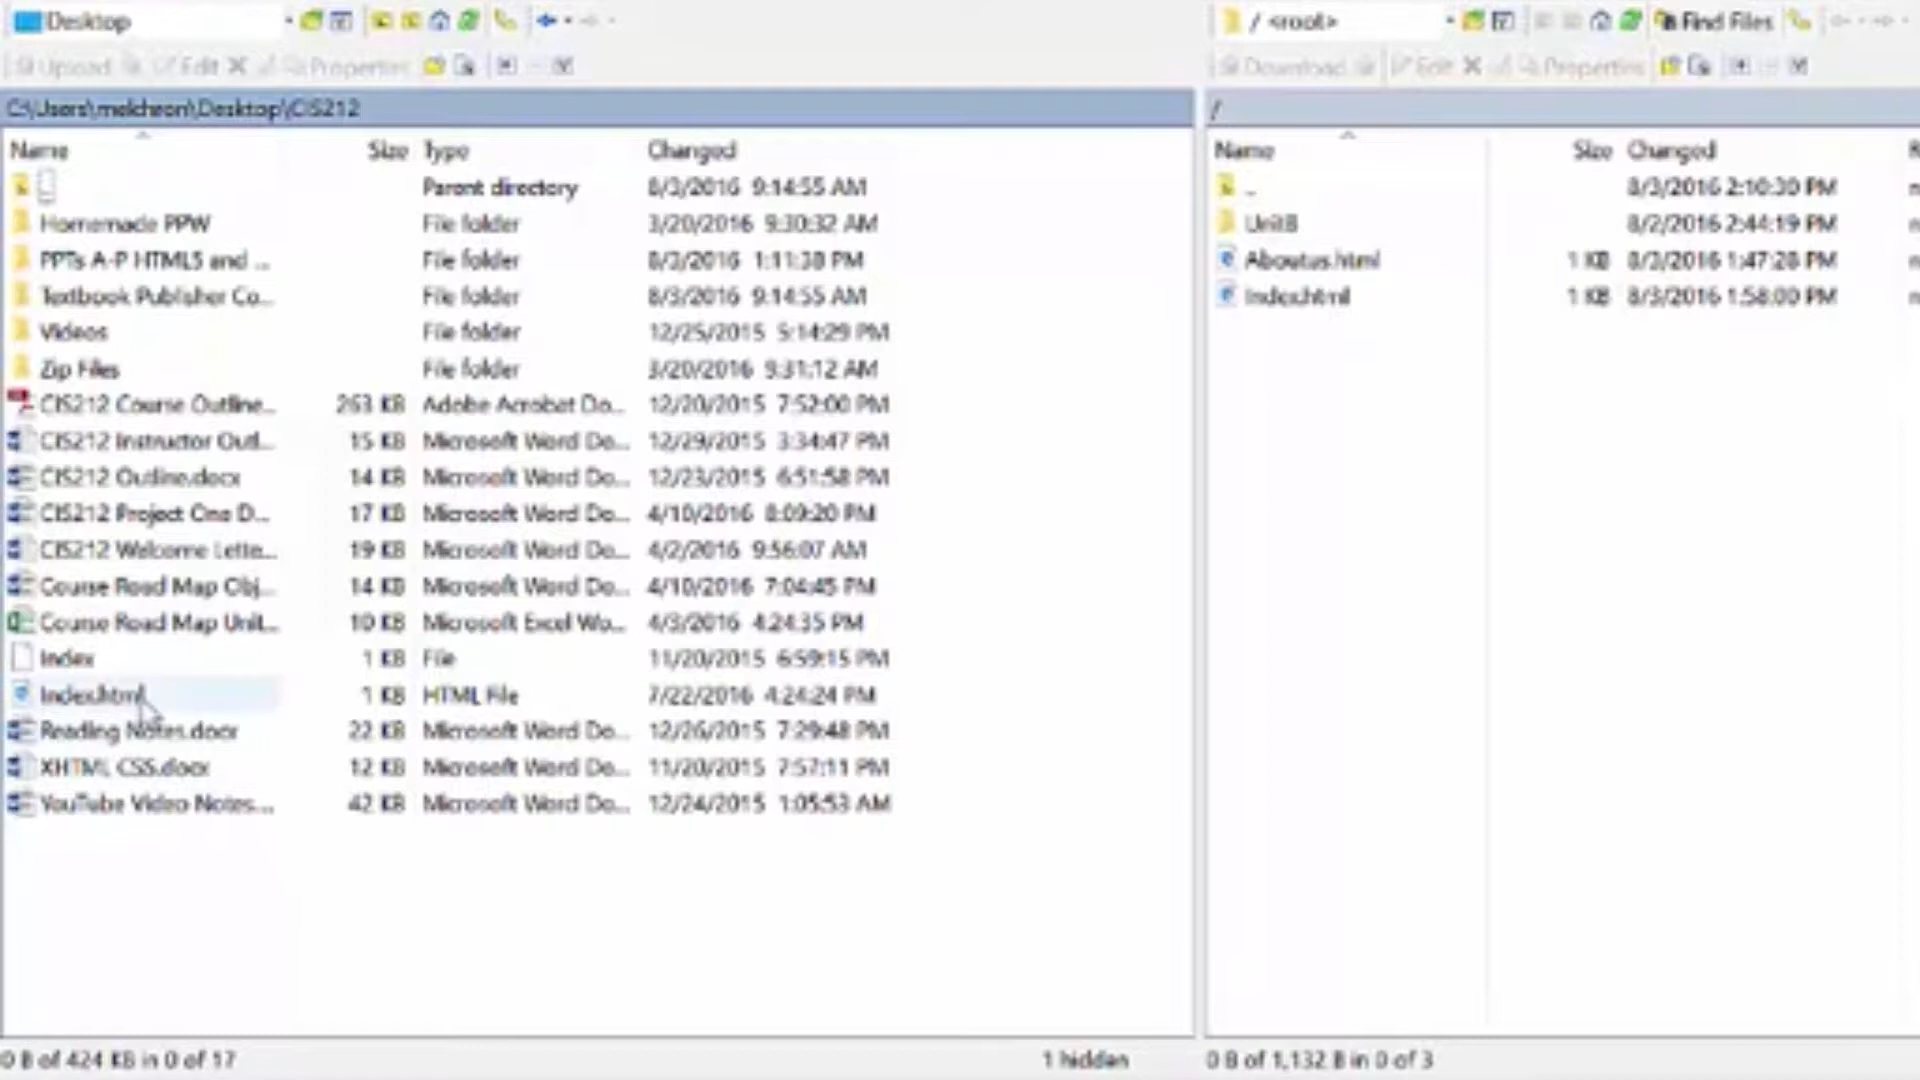 Desktop
/ <root>
Find Files
Upload Edit Properties
Download Edit Properties
C:\Users\melcheron\Desktop\CIS212
/
Name Size Type Changed
.. Parent directory 8/3/2016 9:14:55 AM
Homemade PPW File folder 3/20/2016 9:30:32 AM
PPTs A-P HTML5 and ... File folder 8/3/2016 1:11:38 PM
Textbook Publisher Co... File folder 8/3/2016 9:14:55 AM
Videos File folder 12/25/2015 5:14:29 PM
Zip Files File folder 3/20/2016 9:31:12 AM
CIS212 Course Outline... 263 KB Adobe Acrobat Do... 12/20/2015 7:52:00 PM
CIS212 Instructor Outl... 15 KB Microsoft Word Do... 12/29/2015 3:34:47 PM
CIS212 Outline.docx 14 KB Microsoft Word Do... 12/23/2015 6:51:58 PM
CIS212 Project One D... 17 KB Microsoft Word Do... 4/10/2016 8:09:20 PM
CIS212 Welcome Lette... 19 KB Microsoft Word Do... 4/2/2016 9:56:07 AM
Course Road Map Obj... 14 KB Microsoft Word Do... 4/10/2016 7:04:45 PM
Course Road Map Unit... 10 KB Microsoft Excel Wo... 4/3/2016 4:24:35 PM
Index 1 KB File 11/20/2015 6:59:15 PM
Index.html 1 KB HTML File 7/22/2016 4:24:24 PM
Reading Notes.docx 22 KB Microsoft Word Do... 12/26/2015 7:29:48 PM
XHTML CSS.docx 12 KB Microsoft Word Do... 11/20/2015 7:57:11 PM
YouTube Video Notes.... 42 KB Microsoft Word Do... 12/24/2015 1:05:53 AM
Name Size Changed R
.. 8/3/2016 2:10:30 PM
Unit8 8/2/2016 2:44:19 PM
Aboutus.html 1 KB 8/3/2016 1:47:28 PM
Index.html 1 KB 8/3/2016 1:58:00 PM
0 B of 424 KB in 0 of 17
1 hidden
0 B of 1,132 B in 0 of 3